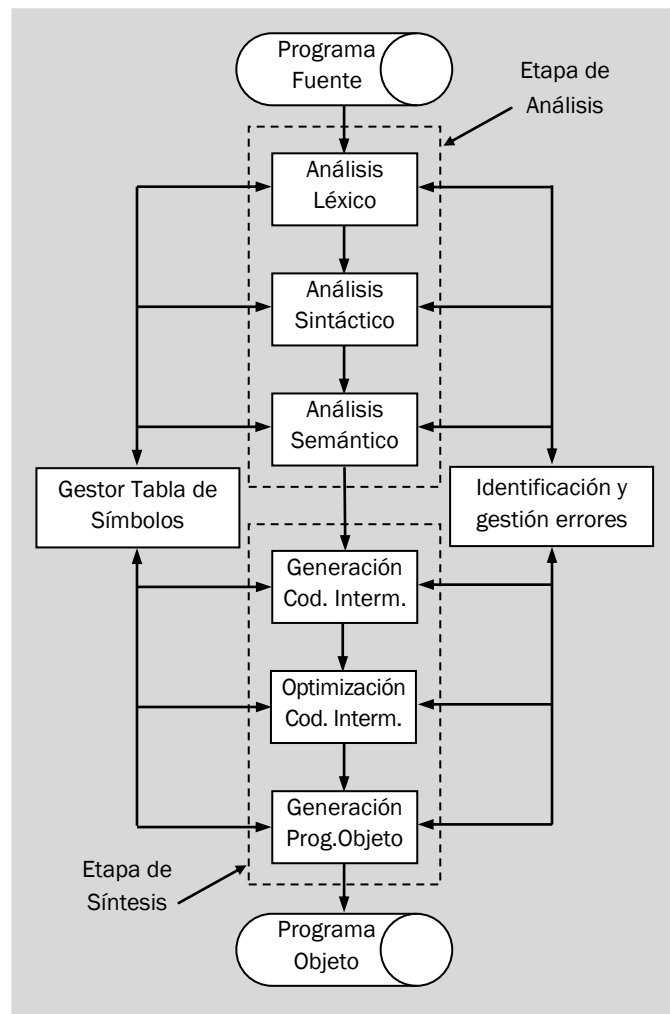 Programa
Fuente
Etapa de
Análisis
Análisis
Léxico
Análisis
Sintáctico
Análisis
Semántico
Gestor Tabla de
Símbolos
Identificación y
gestión errores
Generación
Cod. Interm.
Optimización
Cod. Interm.
Generación
Prog.Objeto
Etapa de
Síntesis
Programa
Objeto